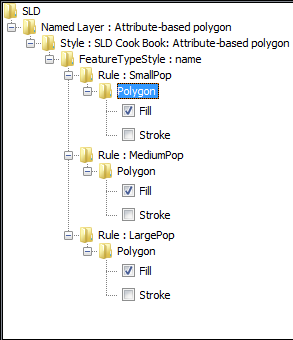 SLD
Named Layer : Attribute-based polygon
Style : SLD Cook Book: Attribute-based polygon
FeatureTypeStyle : name
Rule : SmallPop
Polygon
Fill
Stroke
Rule : MediumPop
Polygon
Fill
Stroke
Rule : LargePop
Polygon
Fill
Stroke